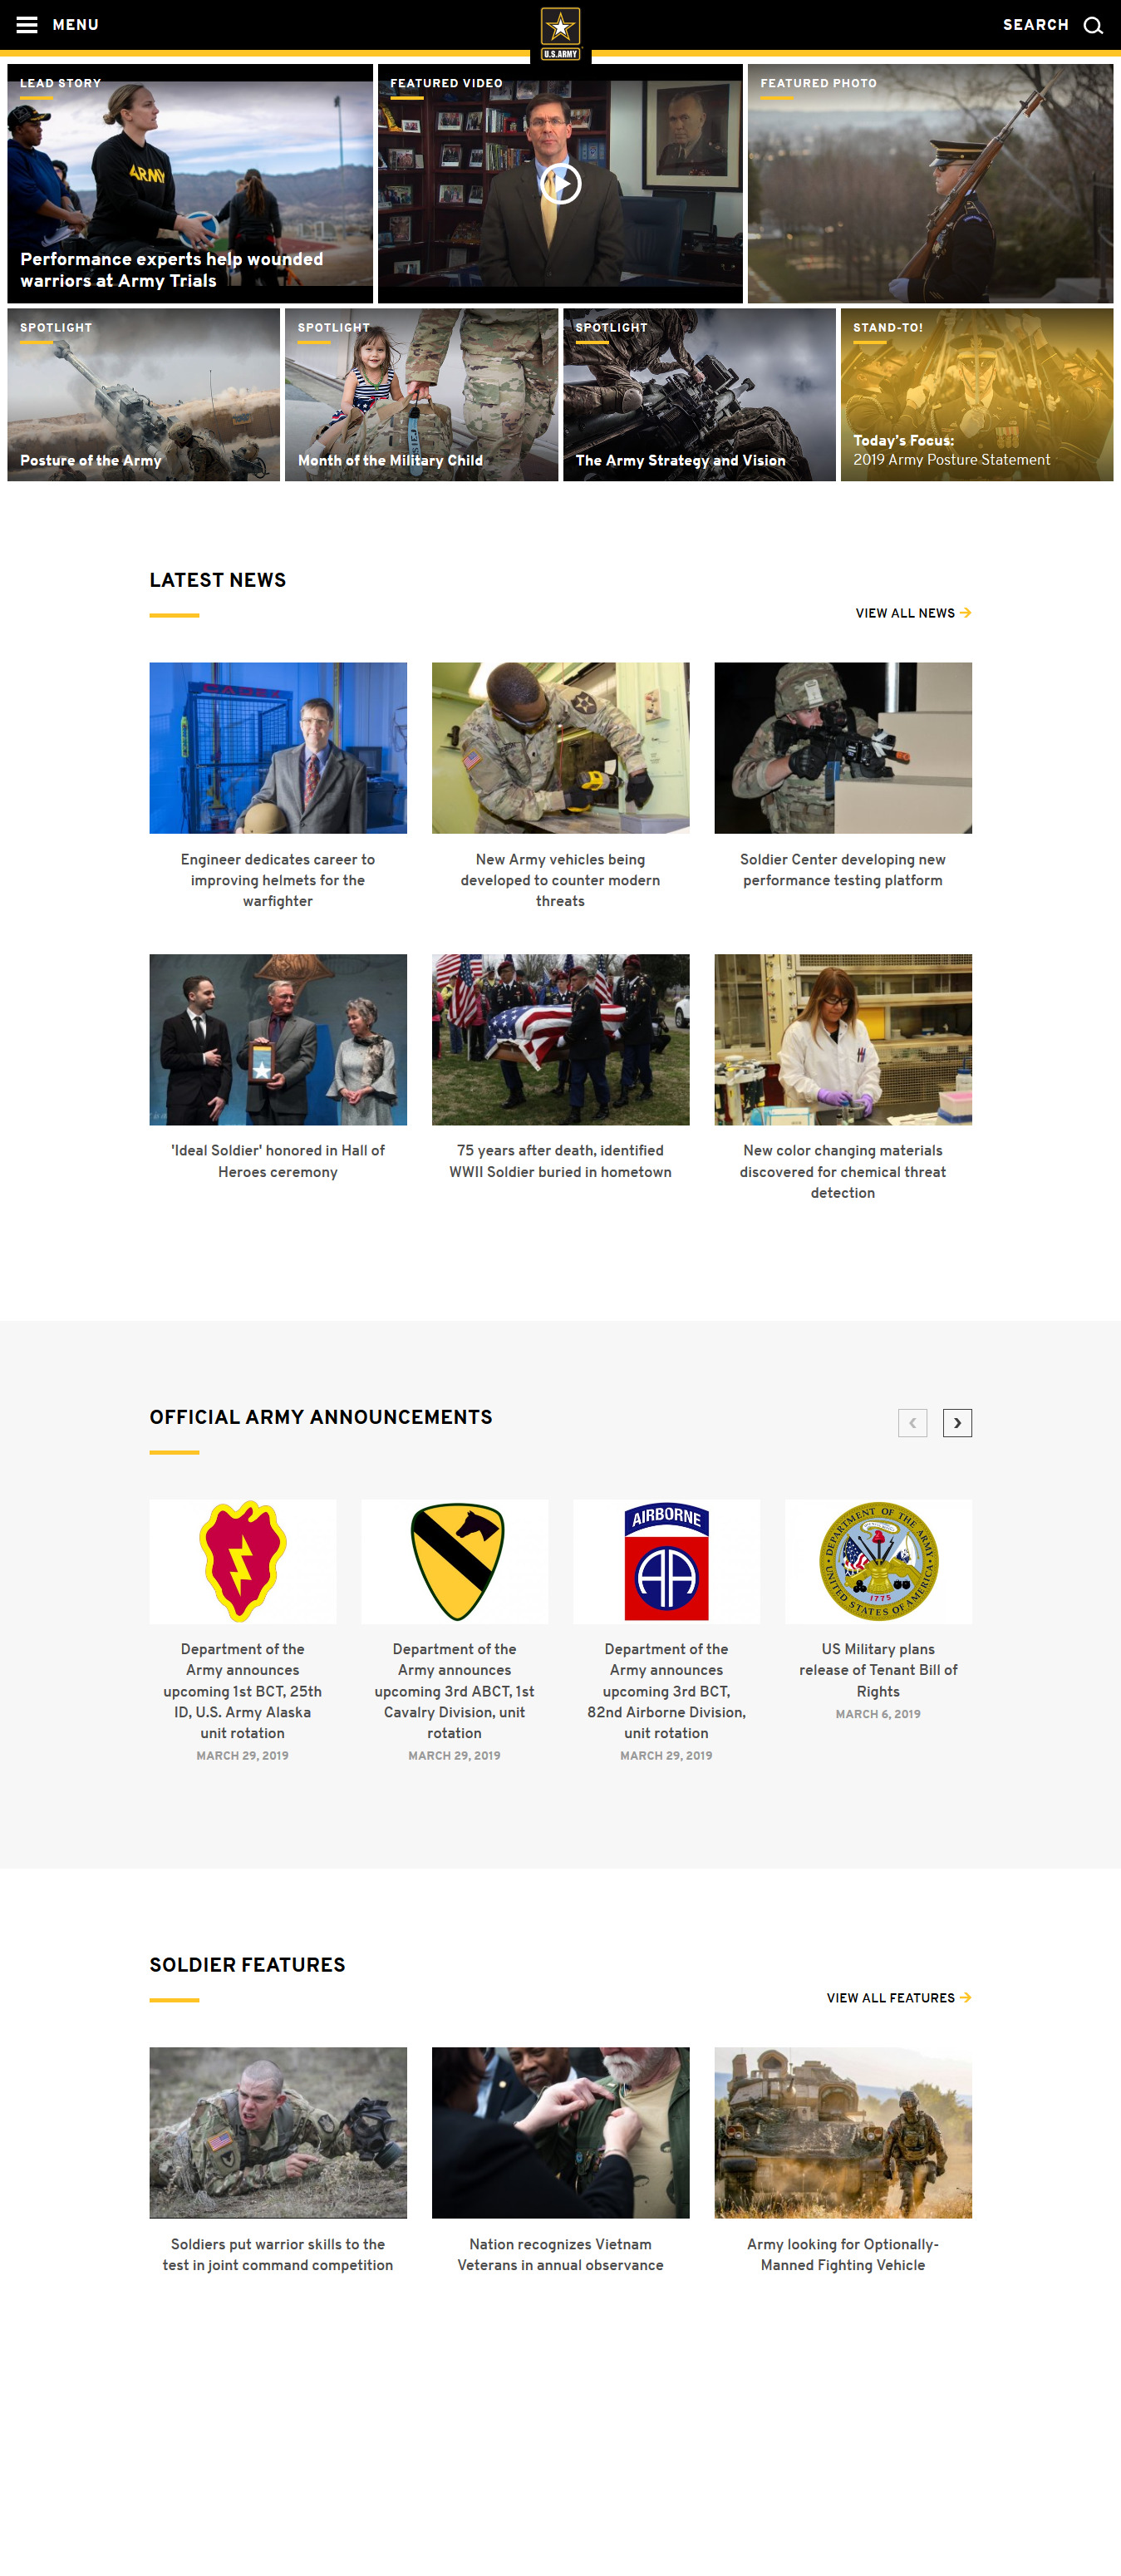 MENU
U.S.ARMY
SEARCH
LEAD STORY
ARMY
Performance experts help wounded
warriors at Army Trials
FEATURED VIDEO
FEATURED PHOTO
SPOTLIGHT
Posture of the Army
SPOTLIGHT
Month of the Military Child
SPOTLIGHT
The Army Strategy and Vision
STAND-TO!
Today's Focus:
2019 Army Posture Statement
LATEST NEWS
VIEW ALL NEWS
Engineer dedicates career to
improving helmets for the
warfighter
New Army vehicles being
developed to counter modern
threats
Soldier Center developing new
performance testing platform
'Ideal Soldier' honored in Hall of
Heroes ceremony
75 years after death, identified
WWII Soldier buried in hometown
New color changing materials
discovered for chemical threat
detection
OFFICIAL ARMY ANNOUNCEMENTS
Department of the
Army announces
upcoming 1st BCT, 25th
ID, U.S. Army Alaska
unit rotation
MARCH 29, 2019
Department of the
Army announces
upcoming 3rd ABCT, 1st
Cavalry Division, unit
rotation
MARCH 29, 2019
AIRBORNE
AA
Department of the
Army announces
upcoming 3rd BCT,
82nd Airborne Division,
unit rotation
MARCH 29, 2019
DEPARTMENT OF THE ARMY
UNITED STATES OF AMERICA
1775
US Military plans
release of Tenant Bill of
Rights
MARCH 6, 2019
SOLDIER FEATURES
VIEW ALL FEATURES
Soldiers put warrior skills to the
test in joint command competition
Nation recognizes Vietnam
Veterans in annual observance
Army looking for Optionally-
Manned Fighting Vehicle